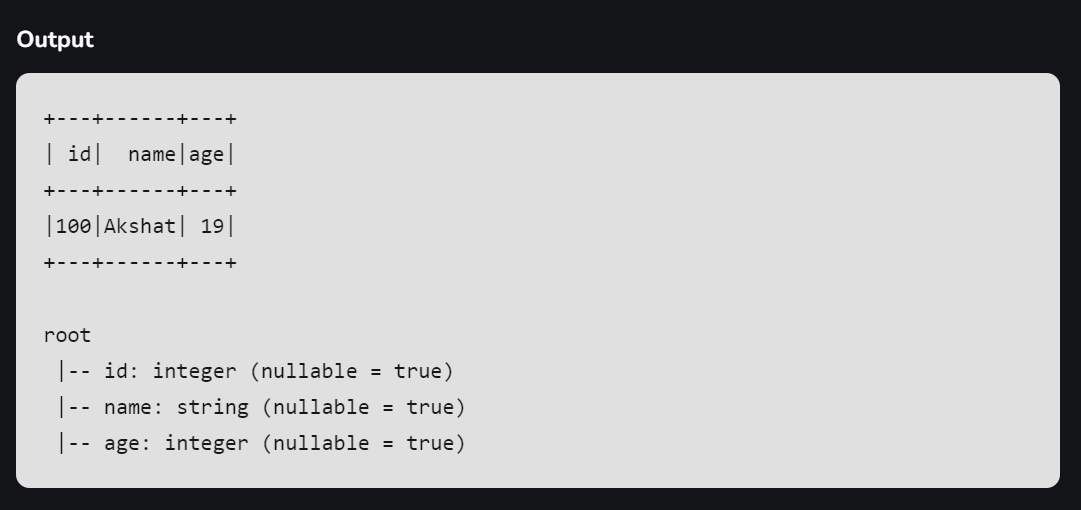 Output
+---+------+---+
| id|  name|age|
+---+------+---+
|100|Akshat| 19|
+---+------+---+
root
 |-- id: integer (nullable = true)
 |-- name: string (nullable = true)
 |-- age: integer (nullable = true)